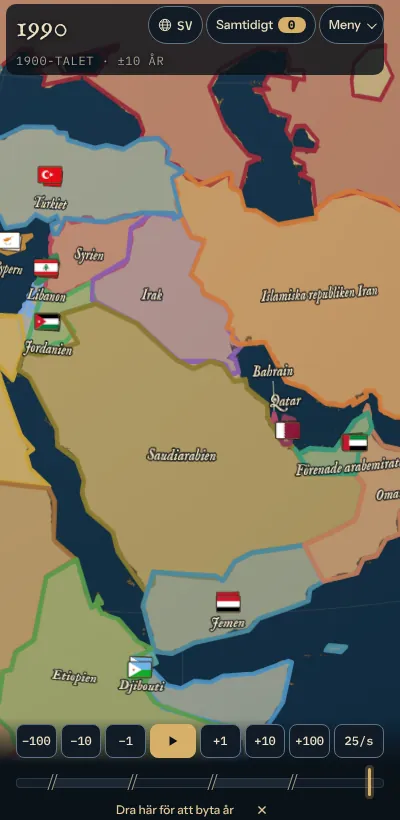 1990
SV
Samtidigt 0
Meny
1900-TALET · ±10 ÅR
Turkiet
ypern
Syrien
Libanon
Irak
Islamiska republiken Iran
Jordanien
Bahrain
Qatar
Saudiarabien
Förenade arabemirat
Oma
Jemen
Etiopien
Djibouti
−100
−10
−1
+1
+10
+100
25/s
Dra här för att byta år ×